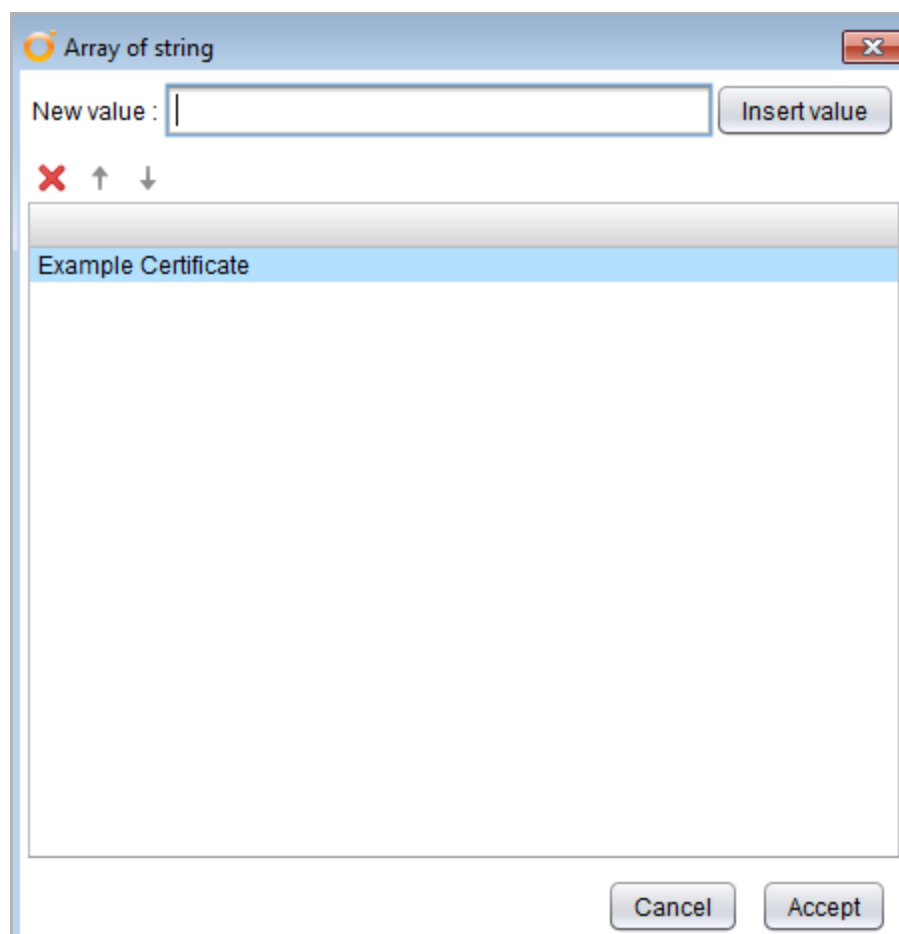 Array of string
New value : Insert value
Example Certificate
Cancel Accept